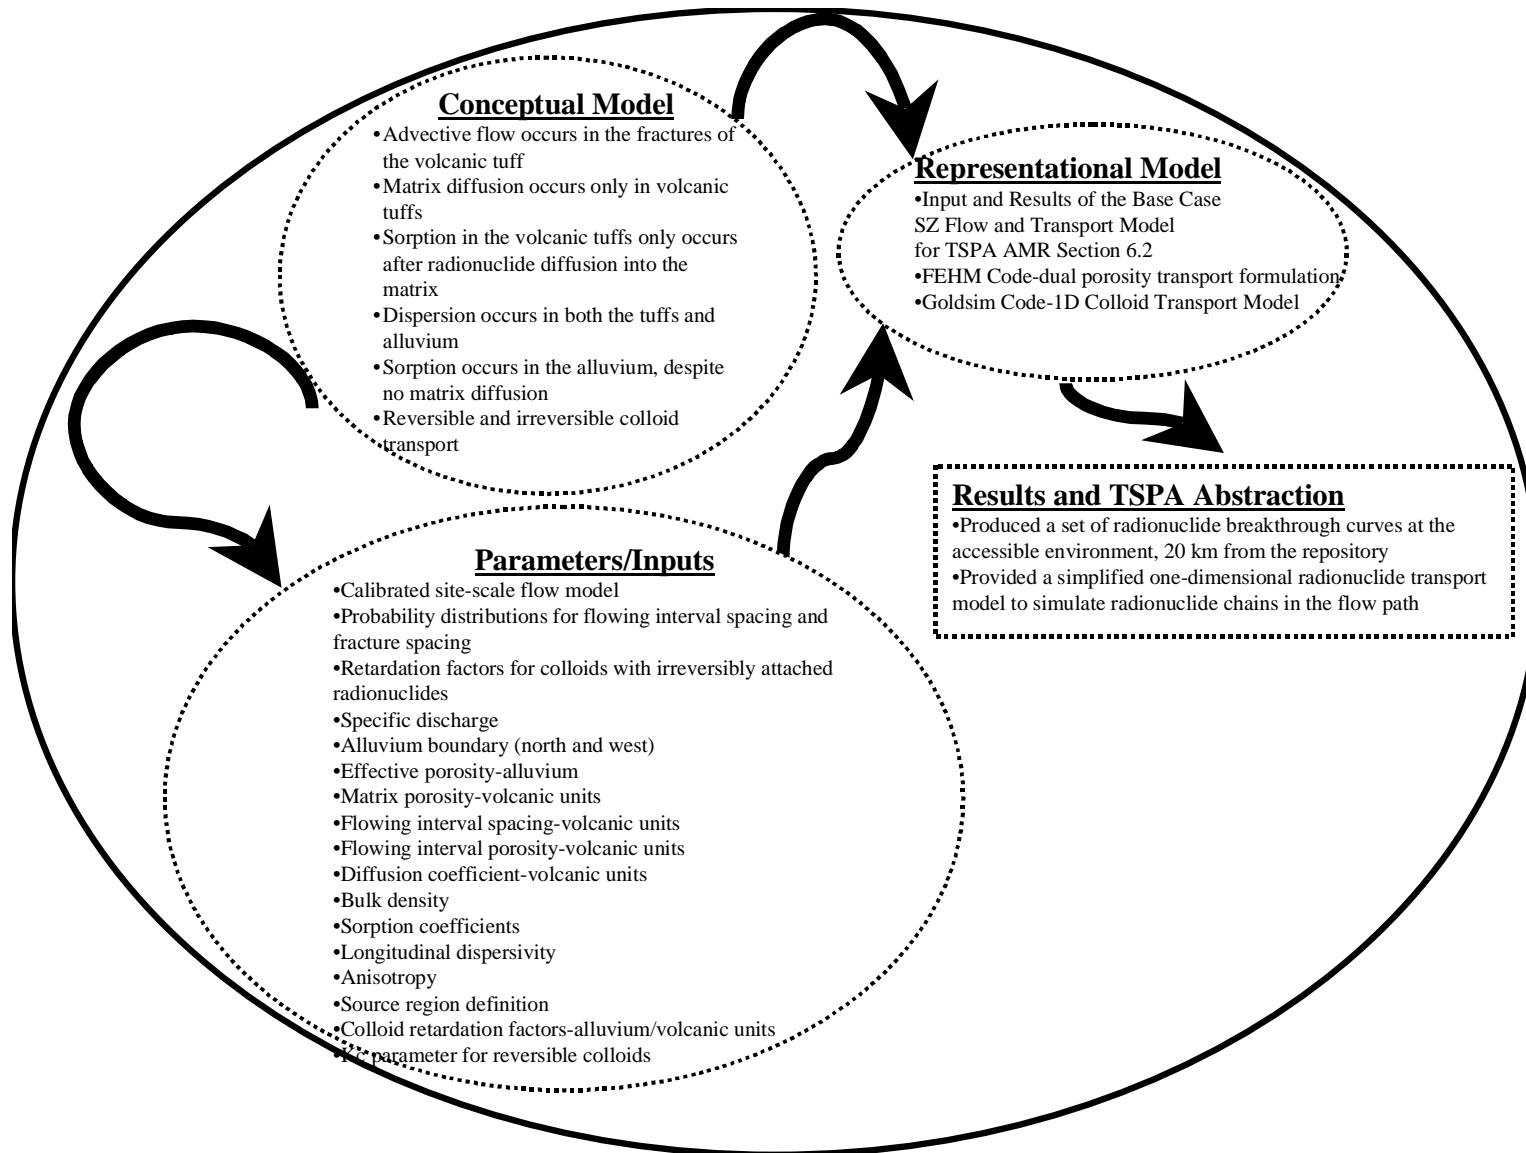 Conceptual Model
•Advective flow occurs in the fractures of
the volcanic tuff
•Matrix diffusion occurs only in volcanic
tuffs
•Sorption in the volcanic tuffs only occurs
after radionuclide diffusion into the
matrix
•Dispersion occurs in both the tuffs and
alluvium
•Sorption occurs in the alluvium, despite
no matrix diffusion
•Reversible and irreversible colloid
transport
Representational Model
•Input and Results of the Base Case
SZ Flow and Transport Model
for TSPA AMR Section 6.2
•FEHM Code-dual porosity transport formulation
•Goldsim Code-1D Colloid Transport Model
Parameters/Inputs
•Calibrated site-scale flow model
•Probability distributions for flowing interval spacing and
fracture spacing
•Retardation factors for colloids with irreversibly attached
radionuclides
•Specific discharge
•Alluvium boundary (north and west)
•Effective porosity-alluvium
•Matrix porosity-volcanic units
•Flowing interval spacing-volcanic units
•Flowing interval porosity-volcanic units
•Diffusion coefficient-volcanic units
•Bulk density
•Sorption coefficients
•Longitudinal dispersivity
•Anisotropy
•Source region definition
•Colloid retardation factors-alluvium/volcanic units
•Kc parameter for reversible colloids
Results and TSPA Abstraction
•Produced a set of radionuclide breakthrough curves at the
accessible environment, 20 km from the repository
•Provided a simplified one-dimensional radionuclide transport
model to simulate radionuclide chains in the flow path